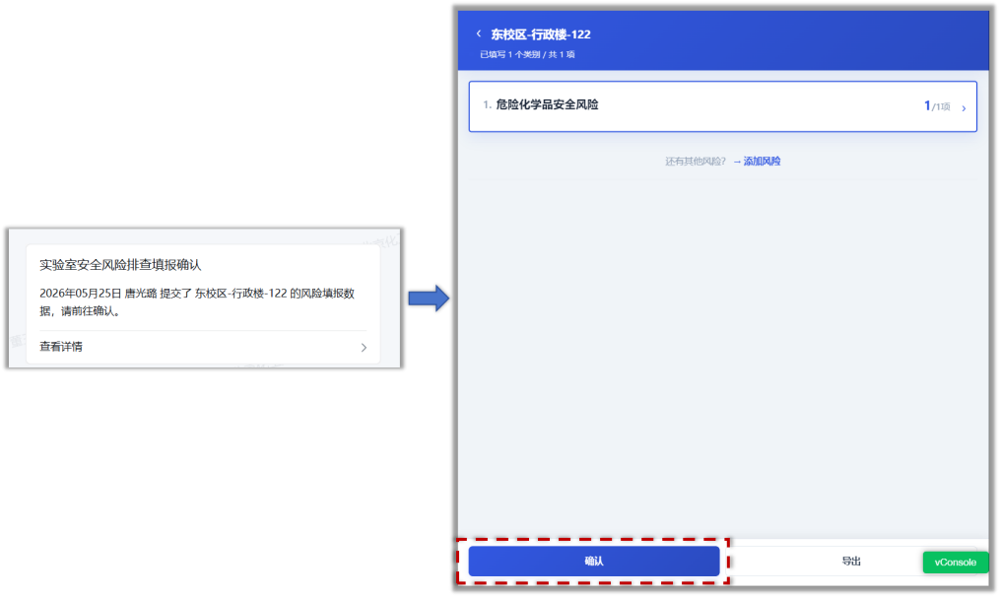 实验室安全风险排查填报确认
2026年05月25日 唐光璐 提交了 东校区-行政楼-122 的风险填报数
据，请前往确认。
查看详情
东校区-行政楼-122
已填写 1 个类别 / 共 1 项
1. 危险化学品安全风险
1/1项
还有其他风险？ → 添加风险
确认
导出
vConsole